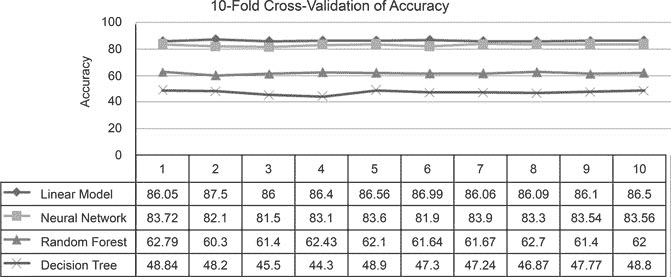 10-Fold Cross-Validation of Accuracy
Accuracy
100
80
60
40
20
0
1 2 3 4 5 6 7 8 9 10
Linear Model 86.05 87.5 86 86.4 86.56 86.99 86.06 86.09 86.1 86.5
Neural Network 83.72 82.1 81.5 83.1 83.6 81.9 83.9 83.3 83.54 83.56
Random Forest 62.79 60.3 61.4 62.43 62.1 61.64 61.67 62.7 61.4 62
Decision Tree 48.84 48.2 45.5 44.3 48.9 47.3 47.24 46.87 47.77 48.8